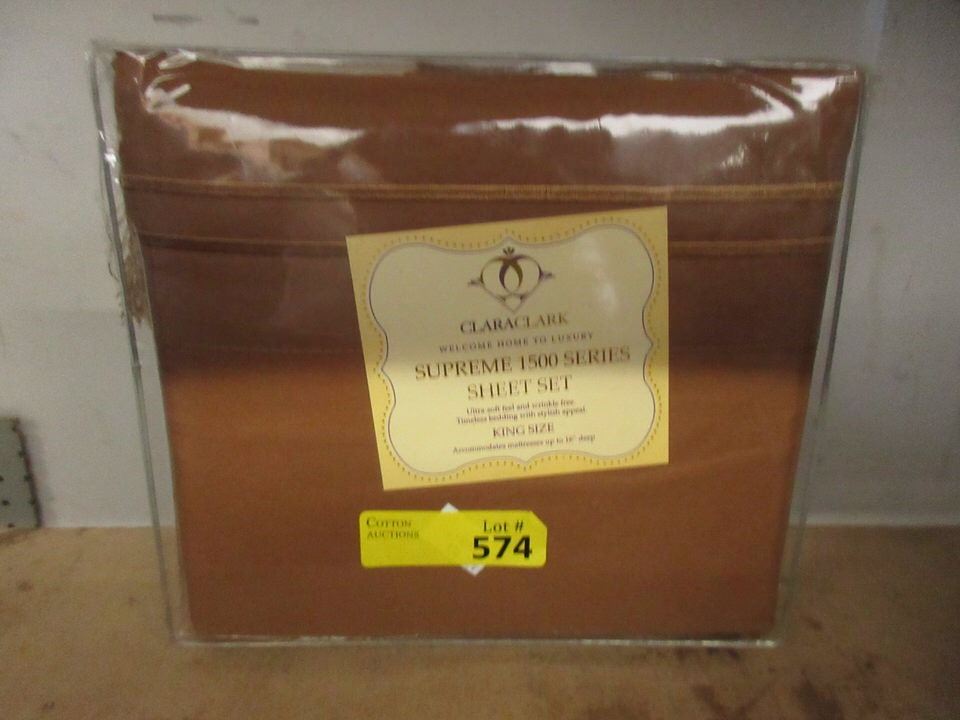 CLARACLARK
WELCOME HOME TO LUXURY
SUPREME 1500 SERIES
SHEET SET
Ultra soft feel and wrinkle free
Timeless bedding with stylish appeal
KING SIZE
Accommodates mattresses up to 16" deep
COTTON
AUCTIONS
Lot #
574